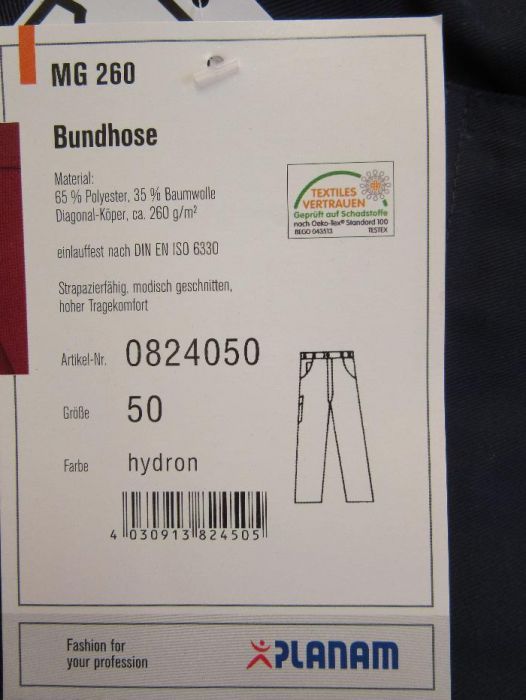 MG 260
Bundhose
Material:
65 % Polyester, 35 % Baumwolle
Diagonal-Köper, ca. 260 g/m²
einlauffest nach DIN EN ISO 6330
Strapazierfähig, modisch geschnitten,
hoher Tragekomfort
TEXTILES
VERTRAUEN
Geprüft auf Schadstoffe
nach Oeko-Tex® Standard 100
BEGO 043513 TESTEX
Artikel-Nr. 0824050
Größe 50
Farbe hydron
4 030913 824505
Fashion for
your profession
PLANAM